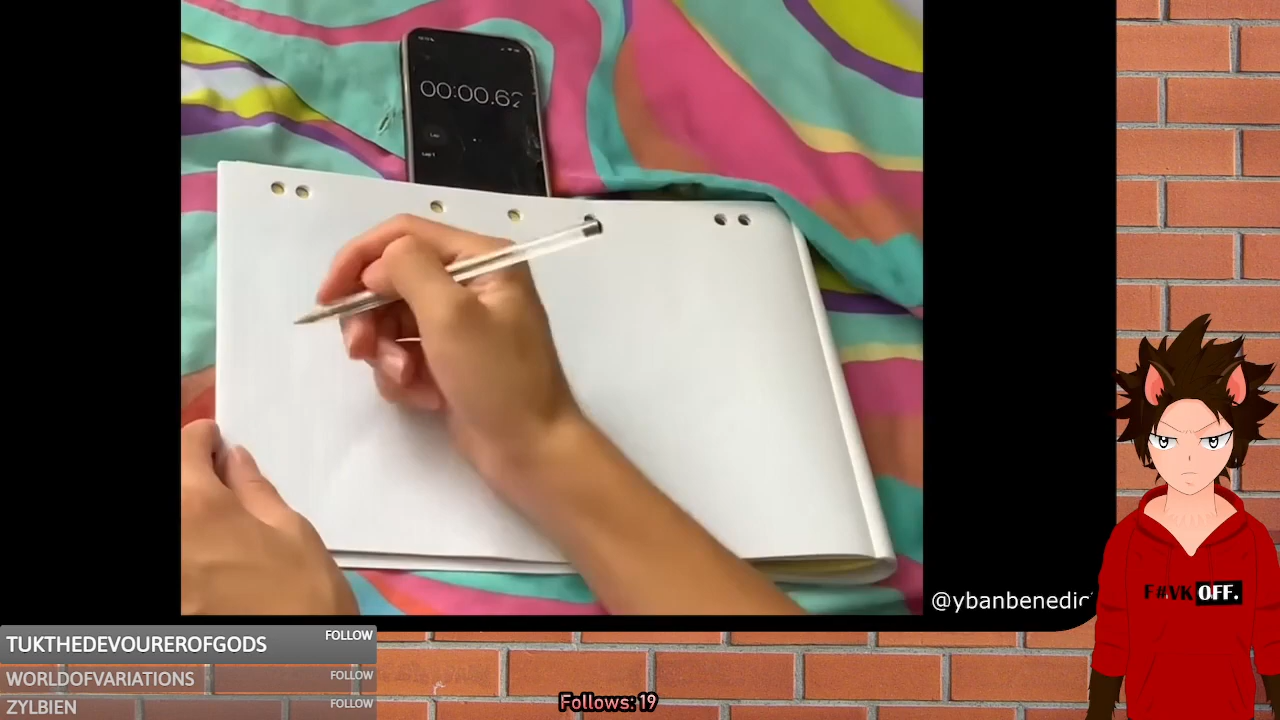 00:00.62
@ybanbenedic
F#VK OFF.
TUKTHEDEVOUREROFGODS FOLLOW
WORLDOFVARIATIONS FOLLOW
ZYLBIEN FOLLOW
Follows: 19